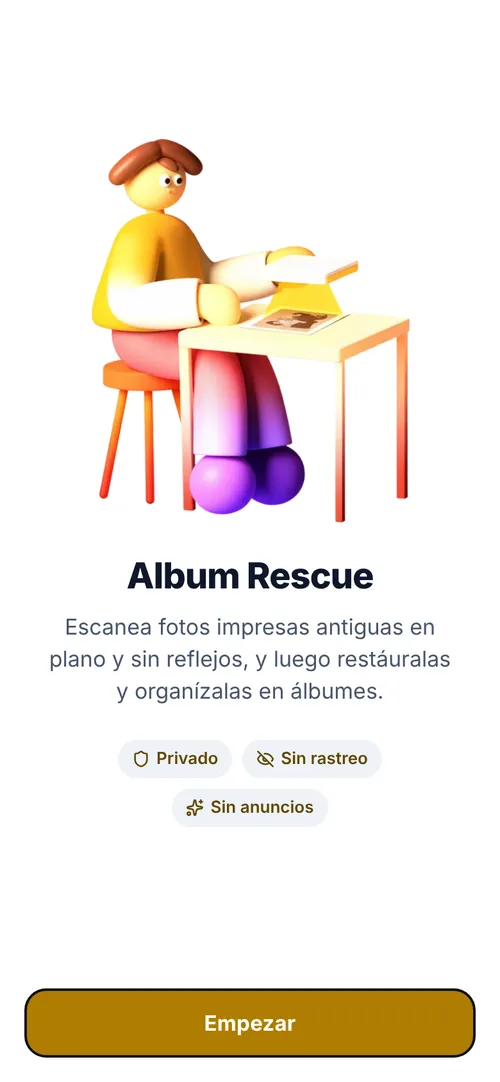 Album Rescue
Escanea fotos impresas antiguas en
plano y sin reflejos, y luego restáuralas
y organízalas en álbumes.
Privado
Sin rastreo
Sin anuncios
Empezar